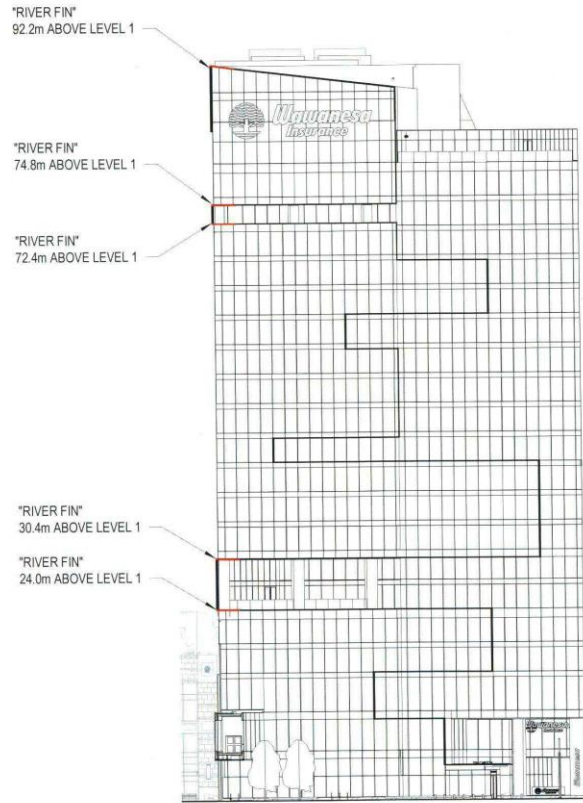 "RIVER FIN"
92.2m ABOVE LEVEL 1
Wawanesa
Insurance
"RIVER FIN"
74.8m ABOVE LEVEL 1
"RIVER FIN"
72.4m ABOVE LEVEL 1
"RIVER FIN"
30.4m ABOVE LEVEL 1
"RIVER FIN"
24.0m ABOVE LEVEL 1
Wawanesa